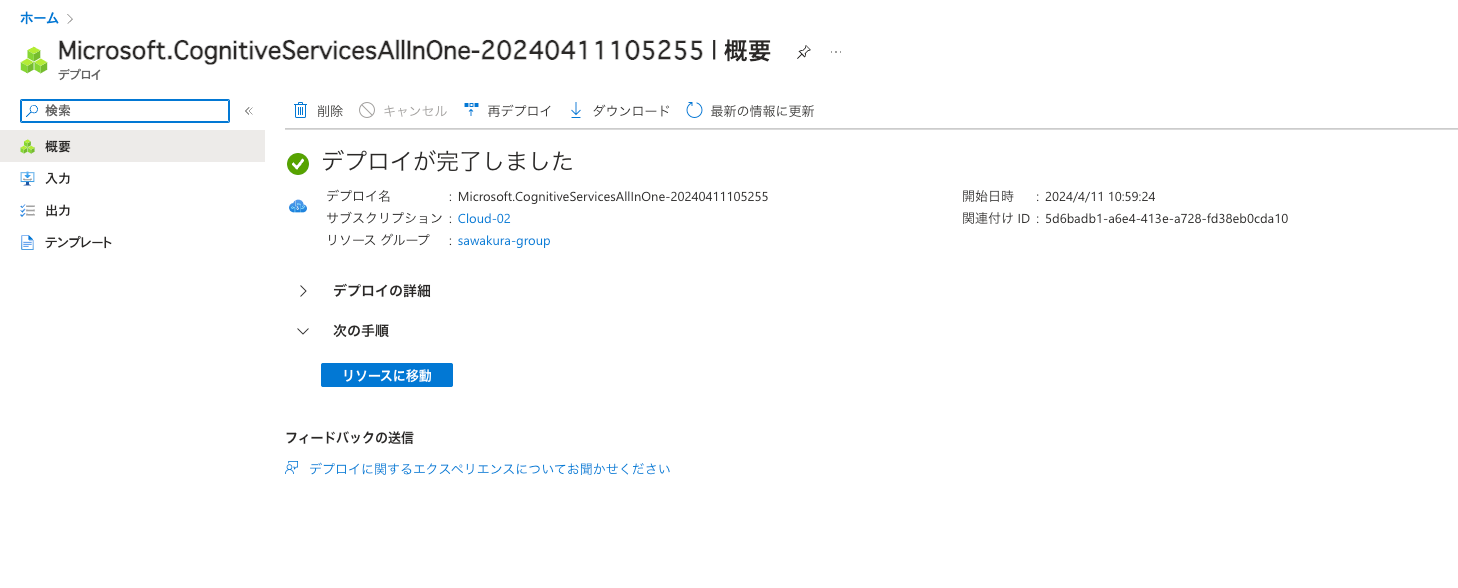 ホーム
Microsoft.CognitiveServicesAllInOne-20240411105255 | 概要
デプロイ
検索
削除 キャンセル 再デプロイ ダウンロード 最新の情報に更新
概要
入力
出力
テンプレート
デプロイが完了しました
デプロイ名 : Microsoft.CognitiveServicesAllInOne-20240411105255
サブスクリプション : Cloud-02
リソース グループ : sawakura-group
開始日時 : 2024/4/11 10:59:24
関連付け ID : 5d6badb1-a6e4-413e-a728-fd38eb0cda10
デプロイの詳細
次の手順
リソースに移動
フィードバックの送信
デプロイに関するエクスペリエンスについてお聞かせください